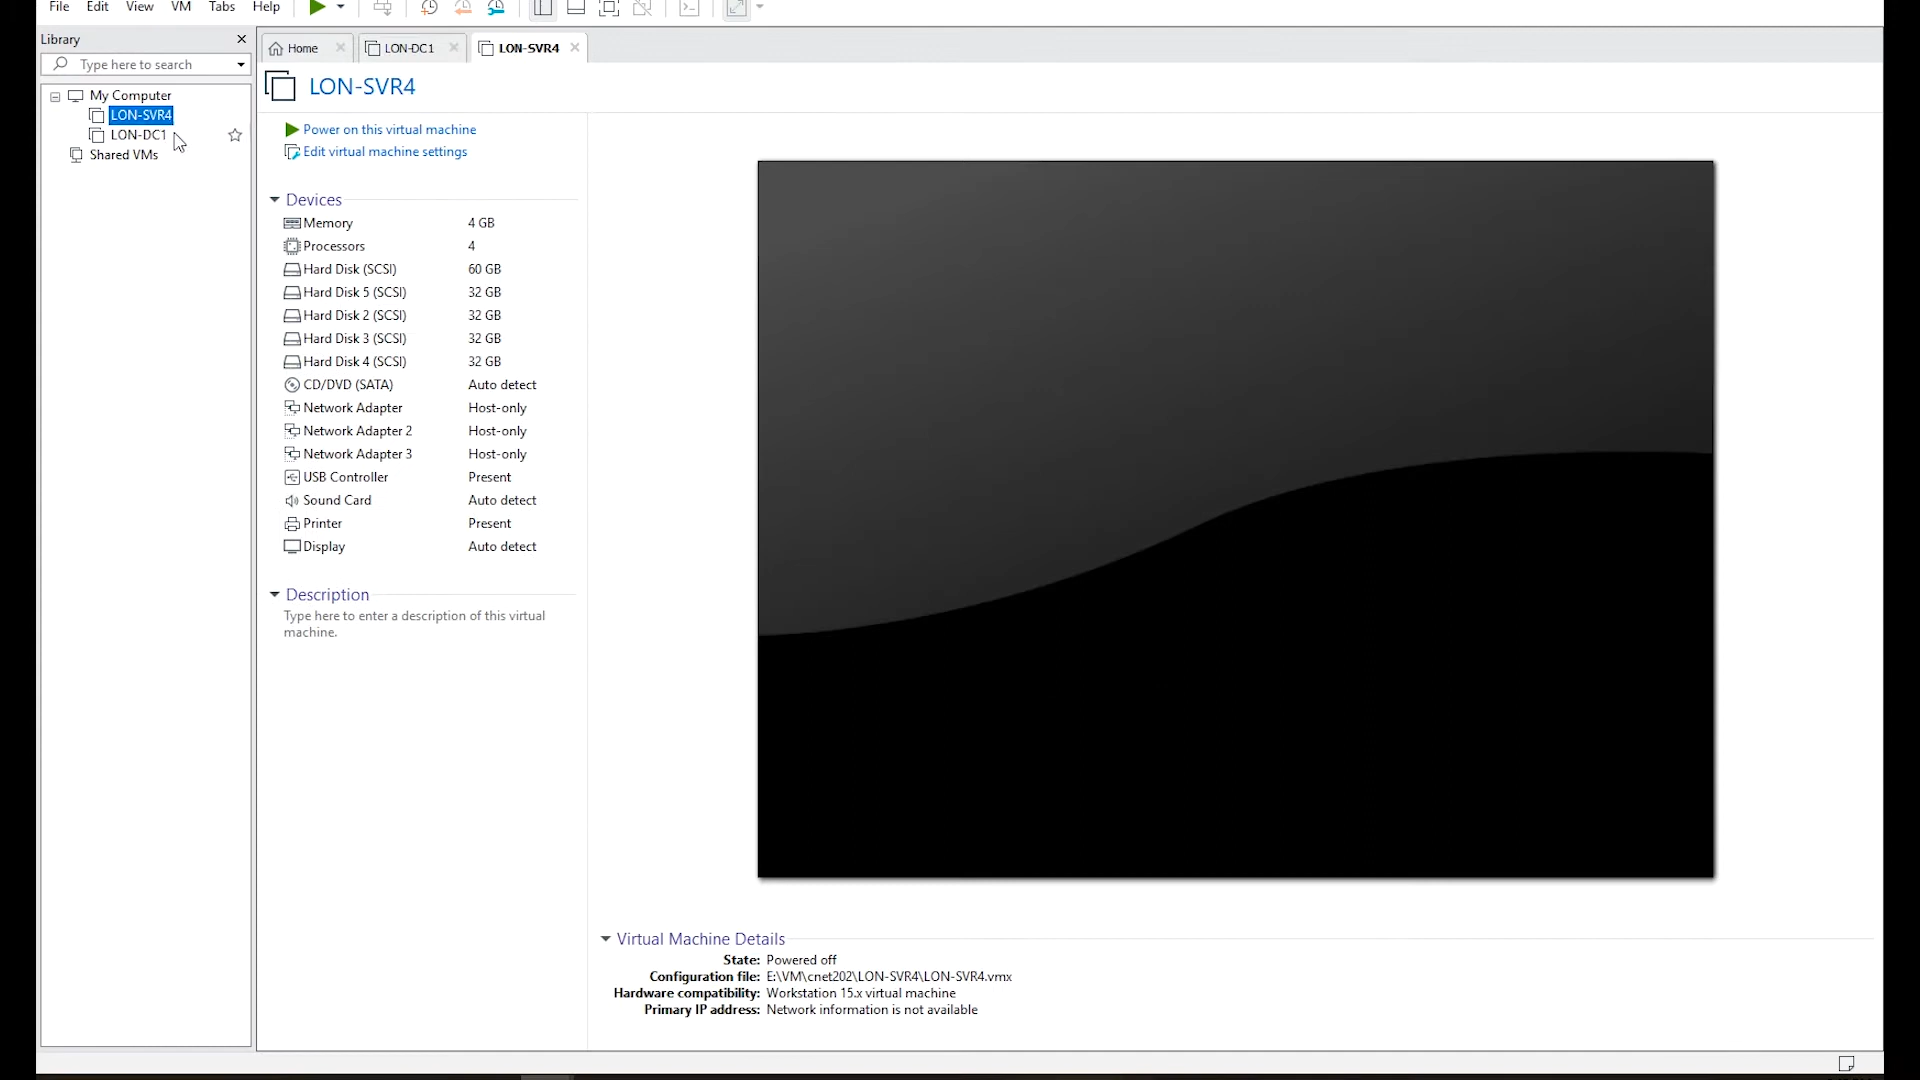 File Edit View VM Tabs Help
Library
Type here to search
My Computer
LON-SVR4
LON-DC1
Shared VMs
Home LON-DC1 LON-SVR4
LON-SVR4
Power on this virtual machine
Edit virtual machine settings
Devices
Memory 4 GB
Processors 4
Hard Disk (SCSI) 60 GB
Hard Disk 5 (SCSI) 32 GB
Hard Disk 2 (SCSI) 32 GB
Hard Disk 3 (SCSI) 32 GB
Hard Disk 4 (SCSI) 32 GB
CD/DVD (SATA) Auto detect
Network Adapter Host-only
Network Adapter 2 Host-only
Network Adapter 3 Host-only
USB Controller Present
Sound Card Auto detect
Printer Present
Display Auto detect
Description
Type here to enter a description of this virtual
machine.
Virtual Machine Details
State: Powered off
Configuration file: E:\VM\cnet202\LON-SVR4\LON-SVR4.vmx
Hardware compatibility: Workstation 15.x virtual machine
Primary IP address: Network information is not available